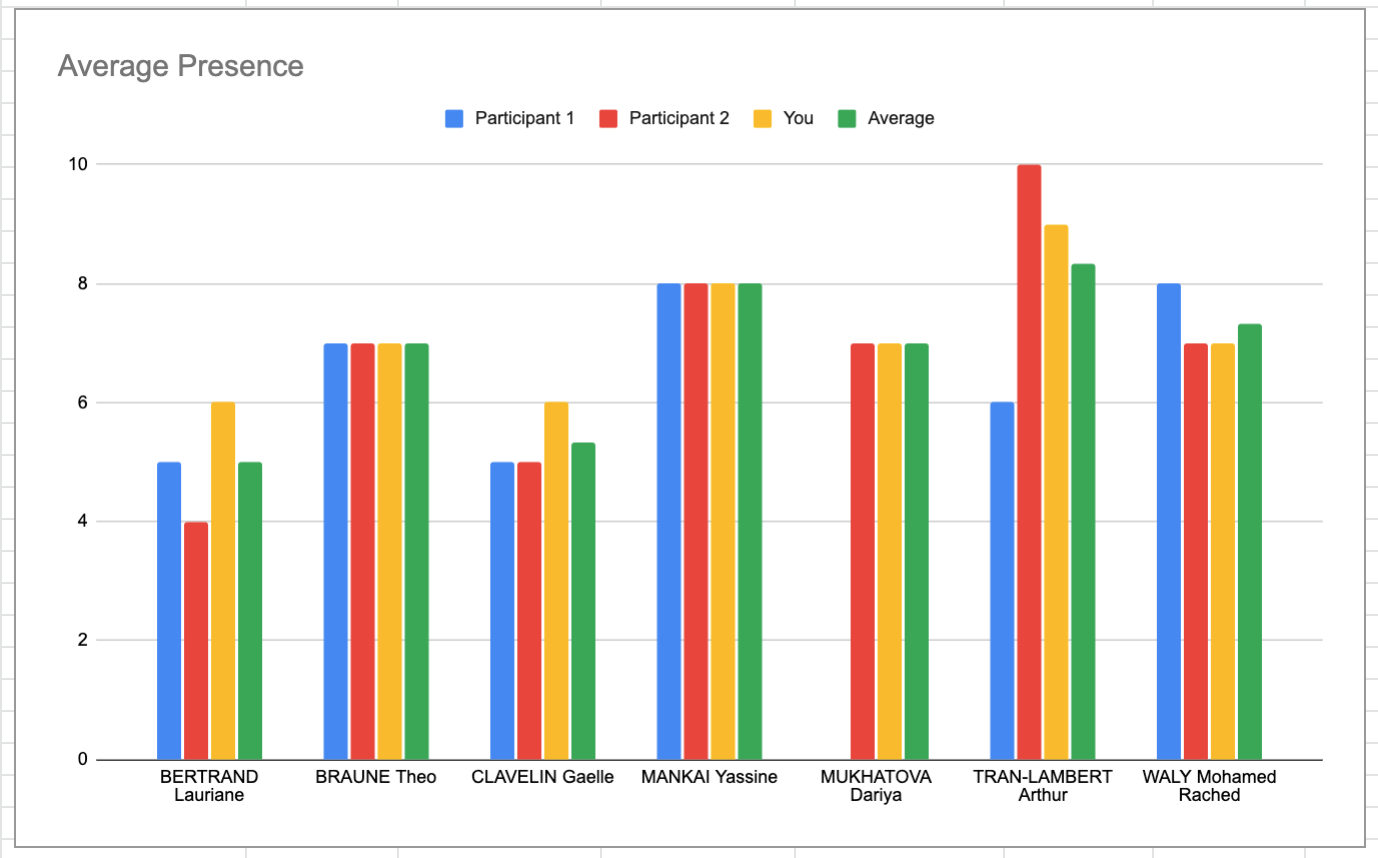 Average Presence
Participant 1 Participant 2 You Average
10
8
6
4
2
0
BERTRAND Lauriane
BRAUNE Theo
CLAVELIN Gaelle
MANKAI Yassine
MUKHATOVA Dariya
TRAN-LAMBERT Arthur
WALY Mohamed Rached